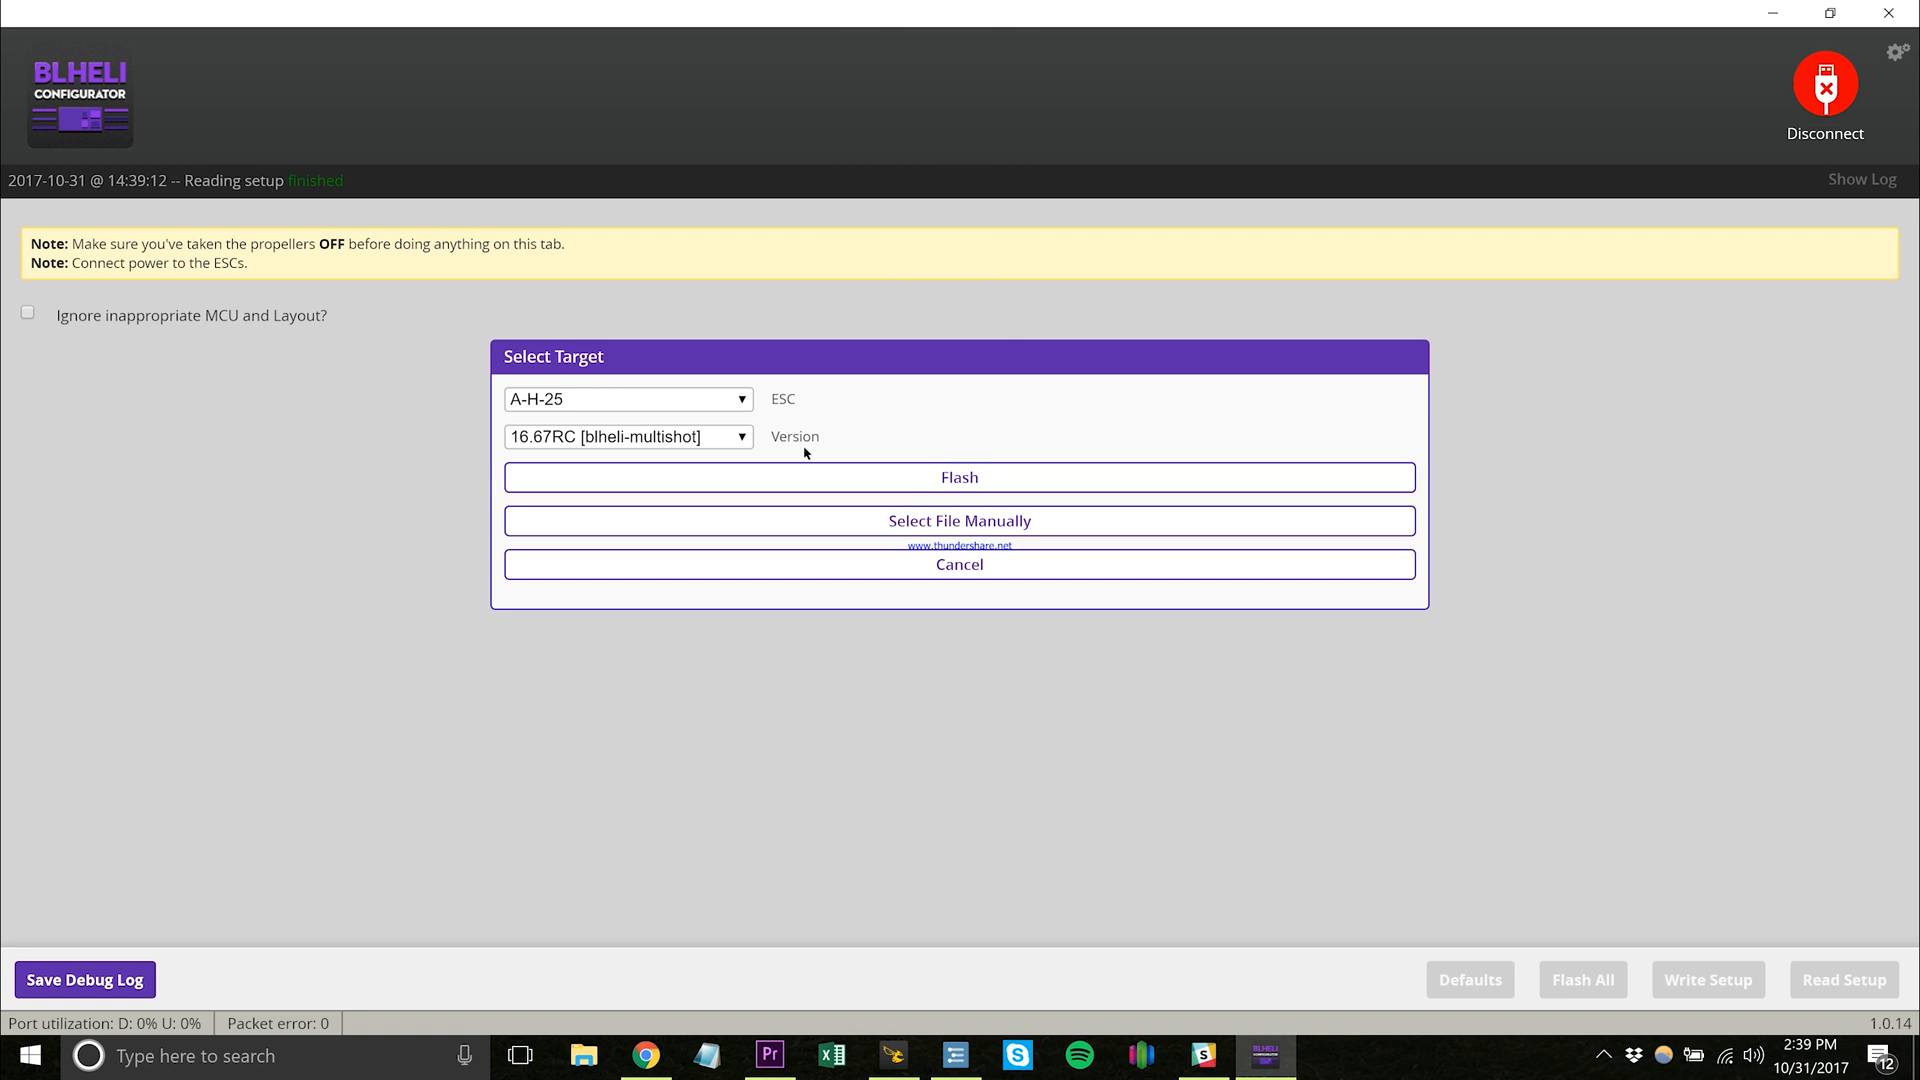 BLHELI
CONFIGURATOR
Disconnect
2017-10-31 @ 14:39:12 -- Reading setup finished
Show Log
Note: Make sure you've taken the propellers OFF before doing anything on this tab.
Note: Connect power to the ESCs.
Ignore inappropriate MCU and Layout?
Select Target
A-H-25 ESC
16.67RC [blheli-multishot] Version
Flash
Select File Manually
www.thundershare.net
Cancel
Save Debug Log
Defaults
Flash All
Write Setup
Read Setup
Port utilization: D: 0% U: 0%
Packet error: 0
1.0.14
Type here to search
Pr
S
S
BLHELI
CONFIGURATOR
2:39 PM
10/31/2017
12